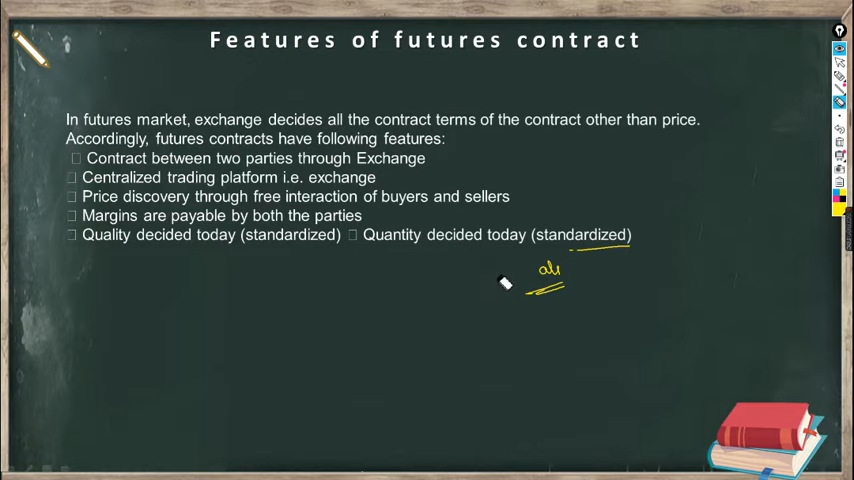 Features of futures contract
In futures market, exchange decides all the contract terms of the contract other than price.
Accordingly, futures contracts have following features:
Contract between two parties through Exchange
Centralized trading platform i.e. exchange
Price discovery through free interaction of buyers and sellers
Margins are payable by both the parties
Quality decided today (standardized) Quantity decided today (standardized)